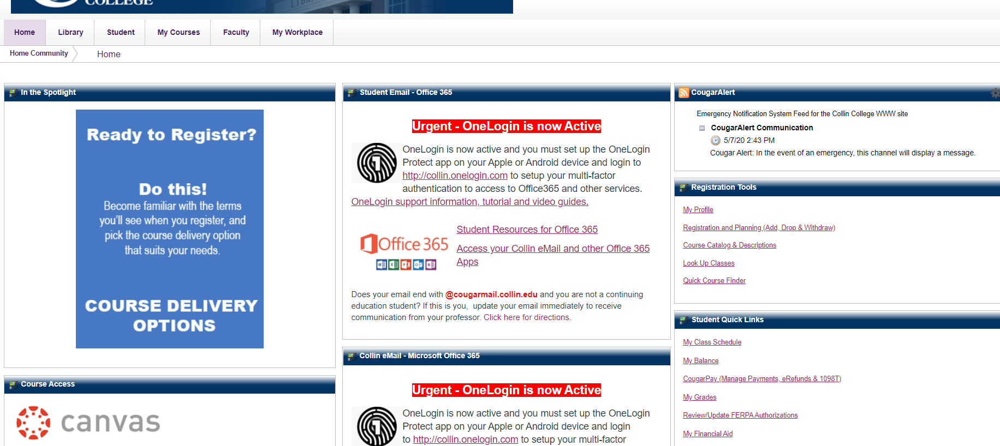 COLLEGE
Home
Library
Student
My Courses
Faculty
My Workplace
Home Community
Home
In the Spotlight
Ready to Register?
Do this!
Become familiar with the terms
you'll see when you register, and
pick the course delivery option
that suits your needs.
COURSE DELIVERY
OPTIONS
Course Access
canvas
Student Email - Office 365
Urgent - OneLogin is now Active
OneLogin is now active and you must set up the OneLogin
Protect app on your Apple or Android device and login to
http://collin.onelogin.com to setup your multi-factor
authentication to access to Office365 and other services.
OneLogin support information, tutorial and video guides.
Office 365
Student Resources for Office 365
Access your Collin eMail and other Office 365
Apps
Does your email end with @cougarmail.collin.edu and you are not a continuing
education student? If this is you,  update your email immediately to receive
communication from your professor. Click here for directions.
Collin eMail - Microsoft Office 365
Urgent - OneLogin is now Active
OneLogin is now active and you must set up the OneLogin
Protect app on your Apple or Android device and login
to http://collin.onelogin.com to setup your multi-factor
CougarAlert
Emergency Notification System Feed for the Collin College WWW site
CougarAlert Communication
5/7/20 2:43 PM
Cougar Alert: In the event of an emergency, this channel will display a message.
Registration Tools
My Profile
Registration and Planning (Add, Drop & Withdraw)
Course Catalog & Descriptions
Look Up Classes
Quick Course Finder
Student Quick Links
My Class Schedule
My Balance
CougarPay (Manage Payments, eRefunds & 1098T)
My Grades
Review/Update FERPA Authorizations
My Financial Aid